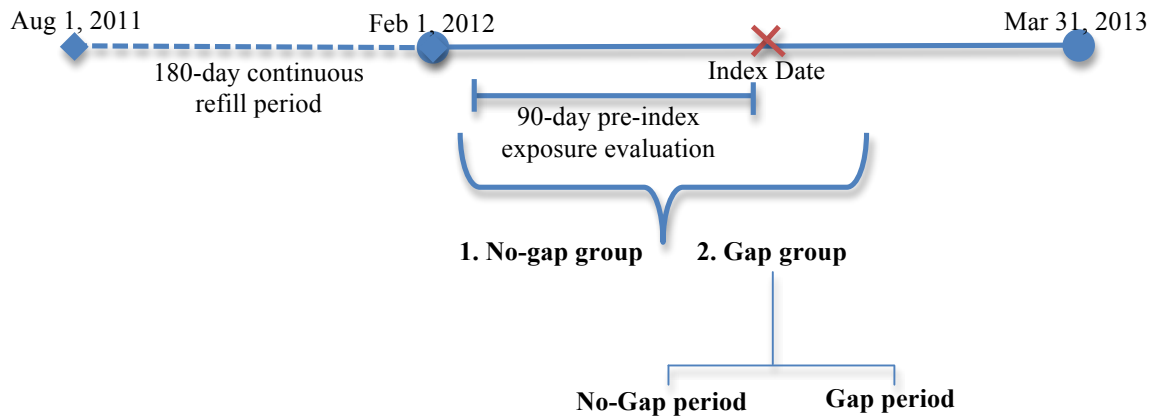 Aug 1, 2011
Feb 1, 2012
Mar 31, 2013
180-day continuous
refill period
Index Date
90-day pre-index
exposure evaluation
1. No-gap group
2. Gap group
No-Gap period
Gap period